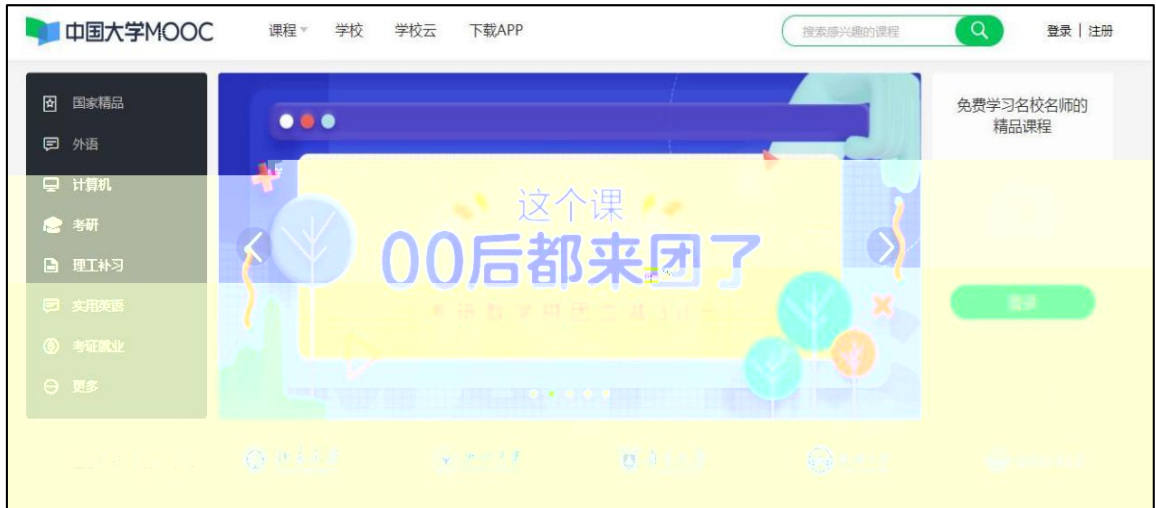 中国大学MOOC
课程
学校
学校云
下载APP
搜索感兴趣的课程
登录 | 注册
国家精品
外语
计算机
考研
理工补习
实用英语
考证就业
更多
这个课
00后都来团了
免费学习名校名师的
精品课程
登录